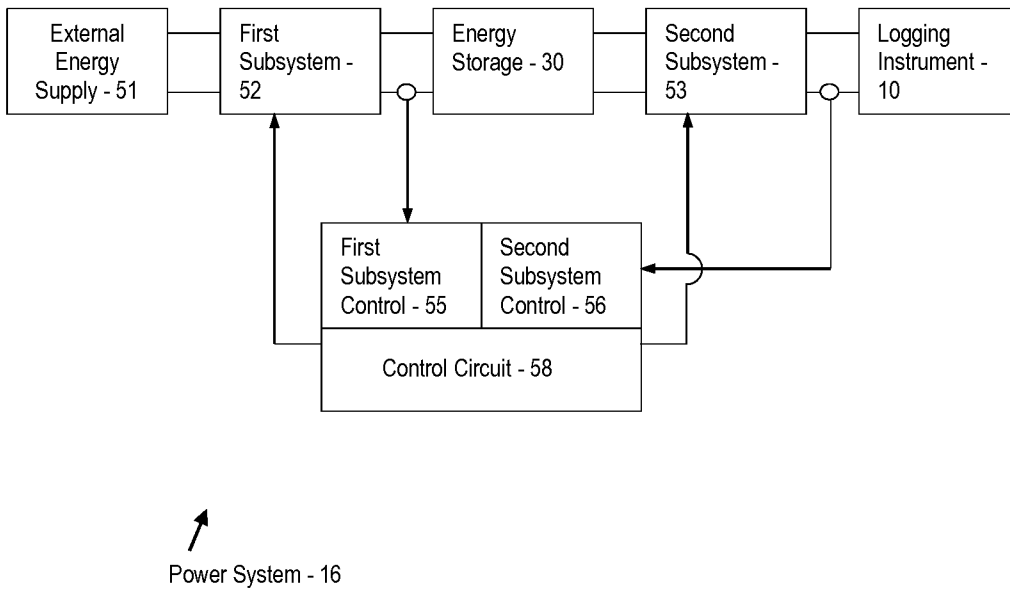 External
Energy
Supply - 51
First
Subsystem -
52
Energy
Storage - 30
Second
Subsystem -
53
Logging
Instrument -
10
First
Subsystem
Control - 55
Second
Subsystem
Control - 56
Control Circuit - 58
Power System - 16